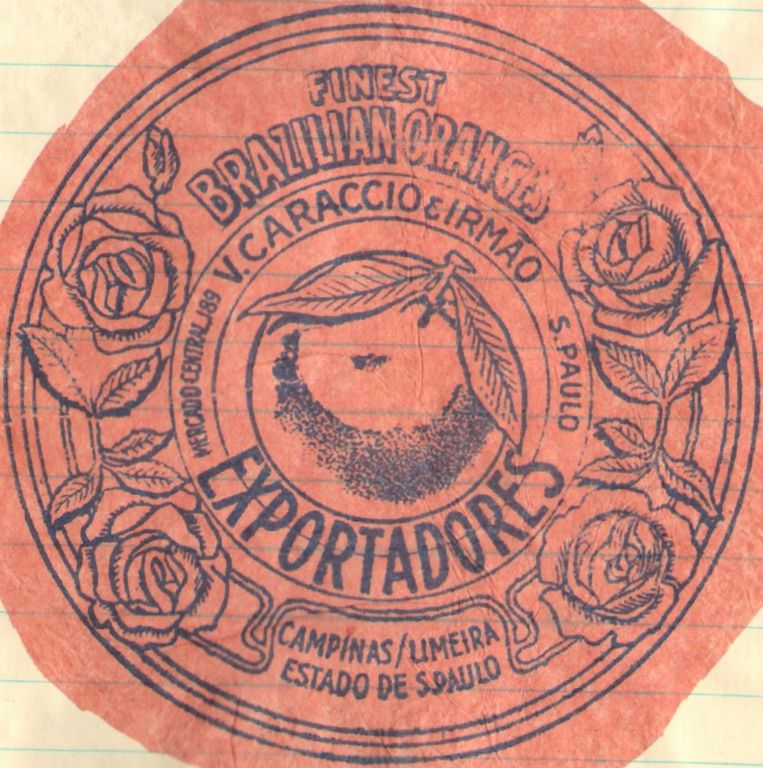 FINEST
BRAZILIAN ORANGES
V. CARACCIO & IRMÃO
MERCADO CENTRAL, 189
S. PAULO
EXPORTADORES
CAMPINAS/LIMEIRA
ESTADO DE S.PAULO